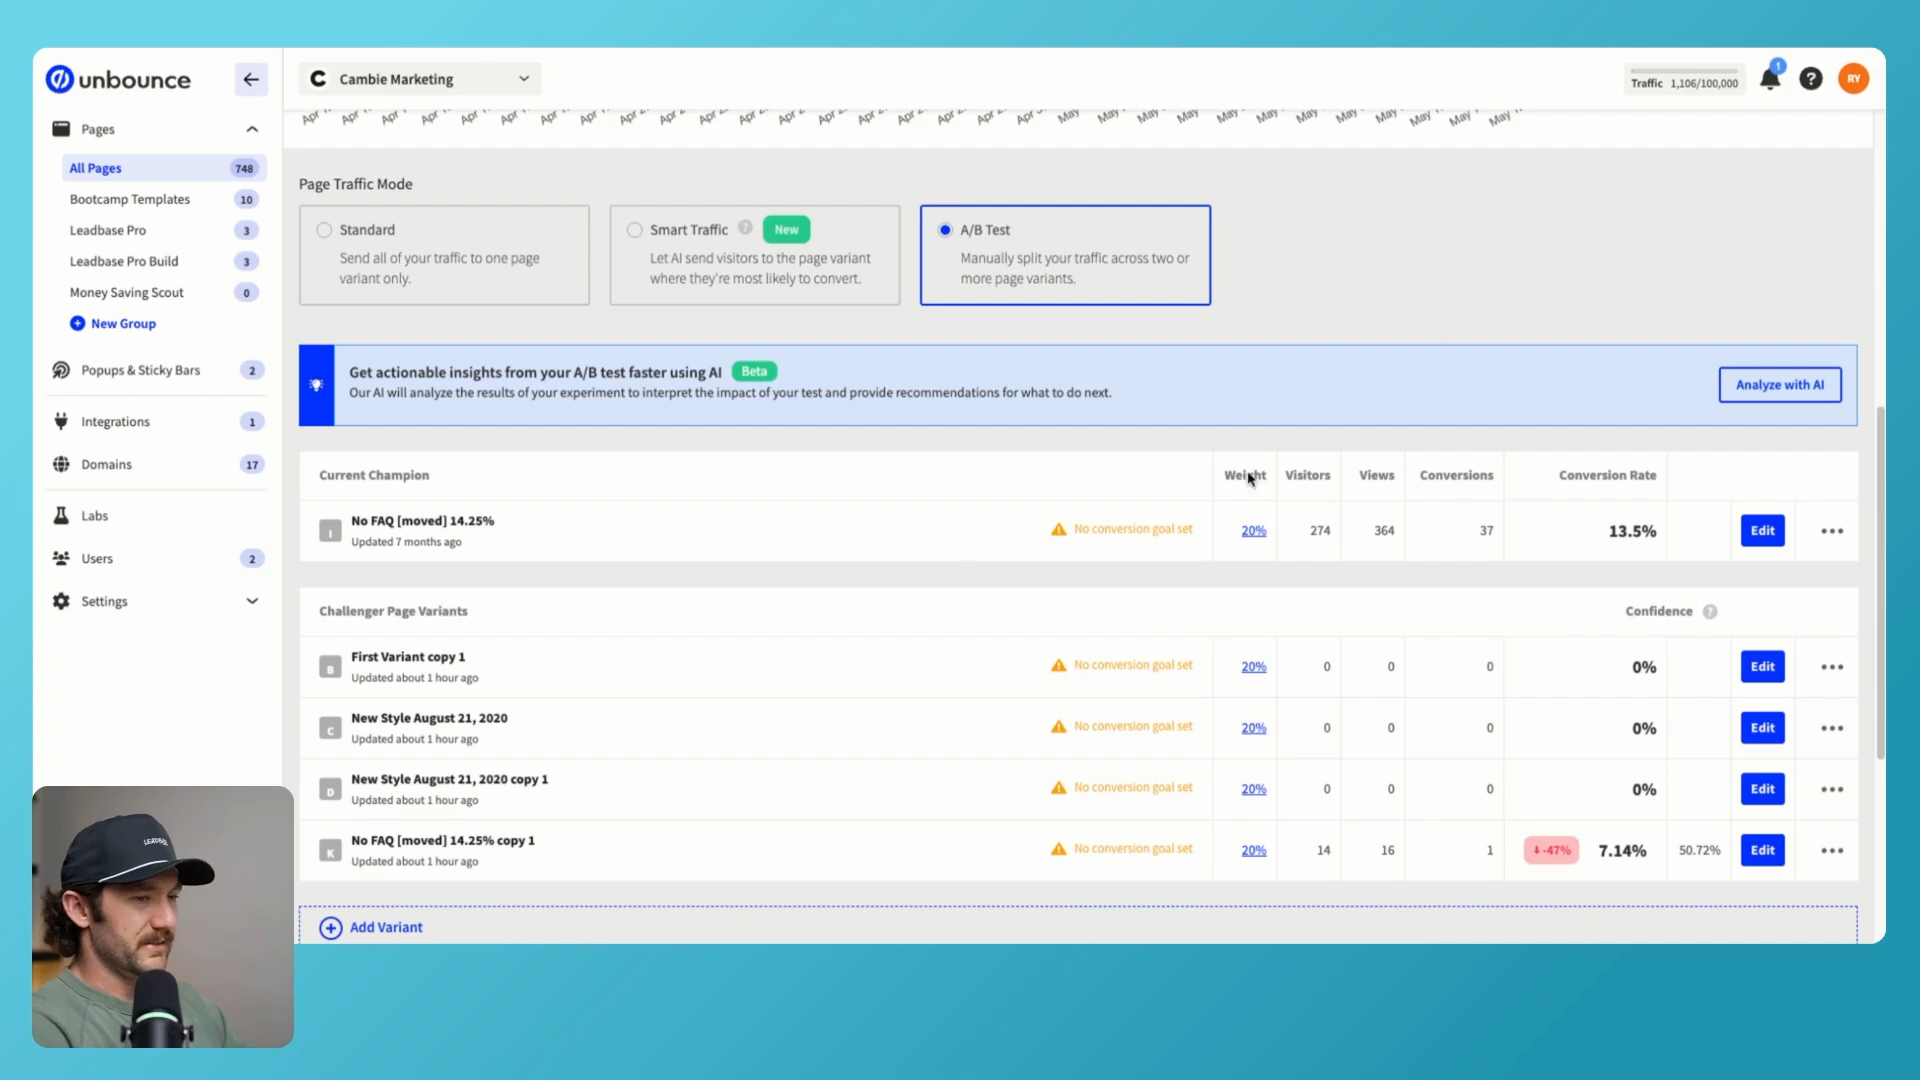 unbounce
Cambie Marketing
Traffic 1,106/100,000
1
RY
Pages
All Pages 748
Bootcamp Templates 10
Leadbase Pro 3
Leadbase Pro Build 3
Money Saving Scout 0
New Group
Popups & Sticky Bars 2
Integrations 1
Domains 17
Labs
Users 2
Settings
Page Traffic Mode
Standard
Send all of your traffic to one page
variant only.
Smart Traffic ? New
Let AI send visitors to the page variant
where they're most likely to convert.
A/B Test
Manually split your traffic across two or
more page variants.
Get actionable insights from your A/B test faster using AI Beta
Our AI will analyze the results of your experiment to interpret the impact of your test and provide recommendations for what to do next.
Analyze with AI
Current Champion Weight Visitors Views Conversions Conversion Rate
I No FAQ [moved] 14.25% No conversion goal set 20% 274 364 37 13.5% Edit
Updated 7 months ago
Challenger Page Variants Confidence ?
B First Variant copy 1 No conversion goal set 20% 0 0 0 0% Edit
Updated about 1 hour ago
C New Style August 21, 2020 No conversion goal set 20% 0 0 0 0% Edit
Updated about 1 hour ago
D New Style August 21, 2020 copy 1 No conversion goal set 20% 0 0 0 0% Edit
Updated about 1 hour ago
K No FAQ [moved] 14.25% copy 1 No conversion goal set 20% 14 16 1 -47% 7.14% 50.72% Edit
Updated about 1 hour ago
Add Variant